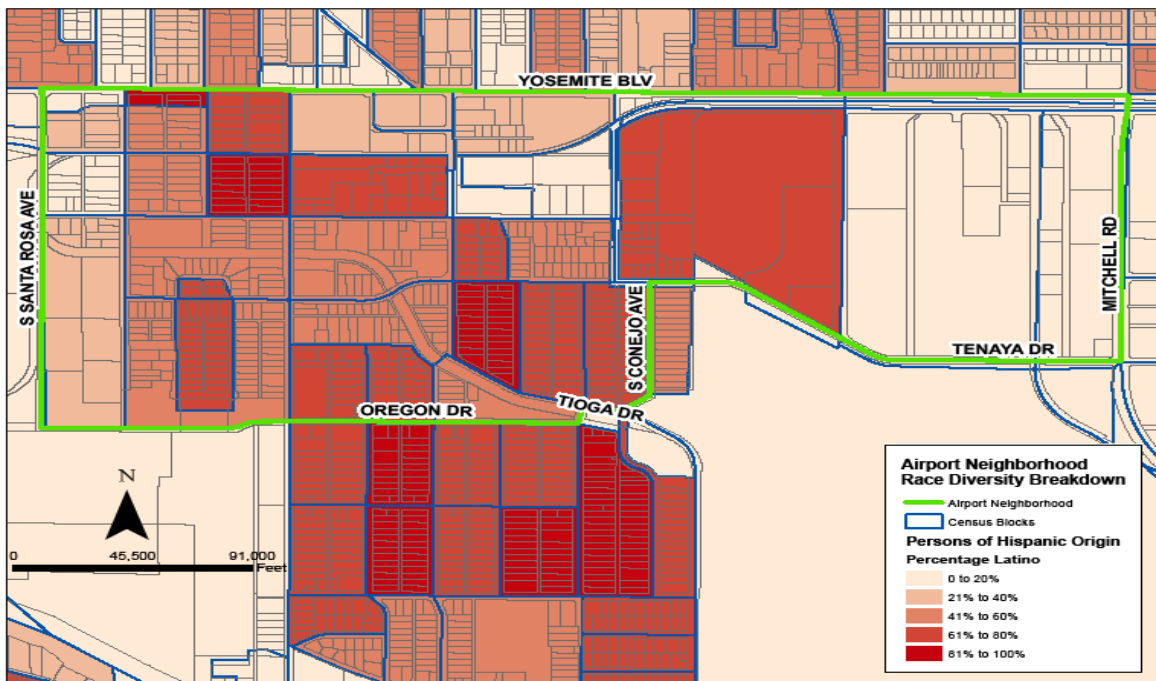 YOSEMITE BLV
S SANTA ROSA AVE
S CONEJO AVE
MITCHELL RD
TENAYA DR
OREGON DR
TIOGA DR
N
0 45,500 91,000
Feet
Airport Neighborhood
Race Diversity Breakdown
Airport Neighborhood
Census Blocks
Persons of Hispanic Origin
Percentage Latino
0 to 20%
21% to 40%
41% to 60%
61% to 80%
81% to 100%